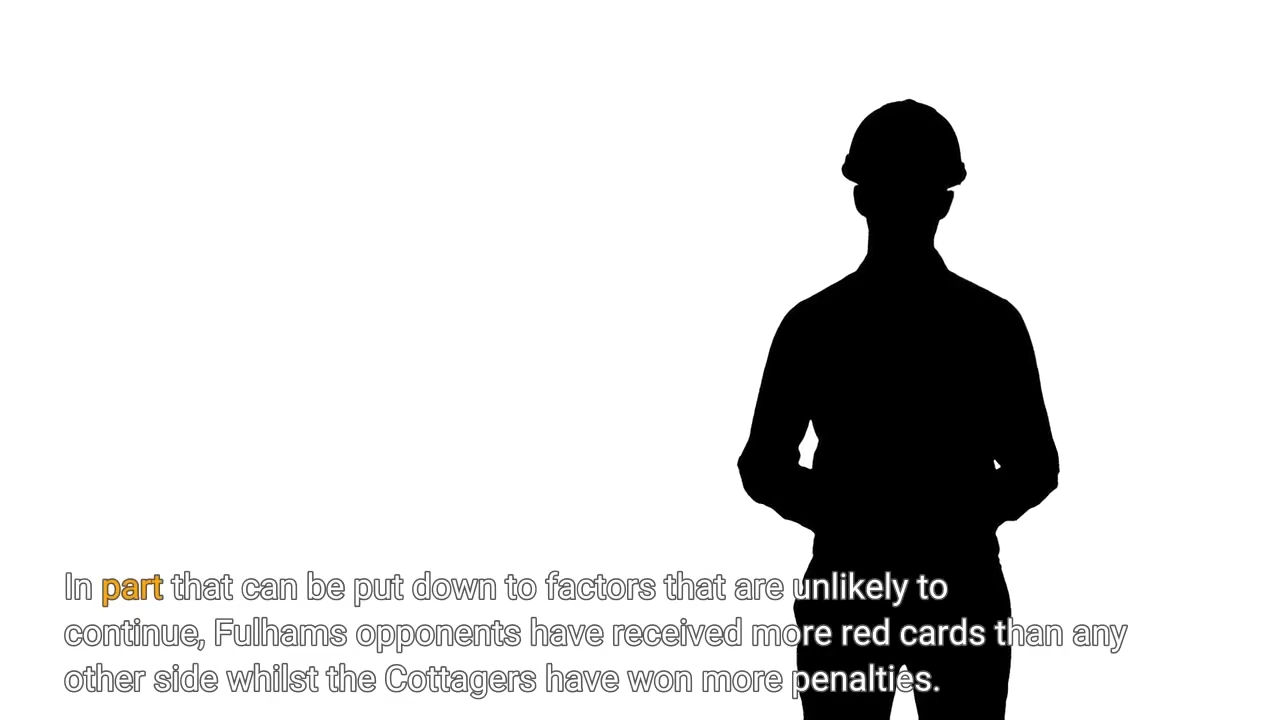 In part that can be put down to factors that are unlikely to
continue, Fulhams opponents have received more red cards than any
other side whilst the Cottagers have won more penalties.